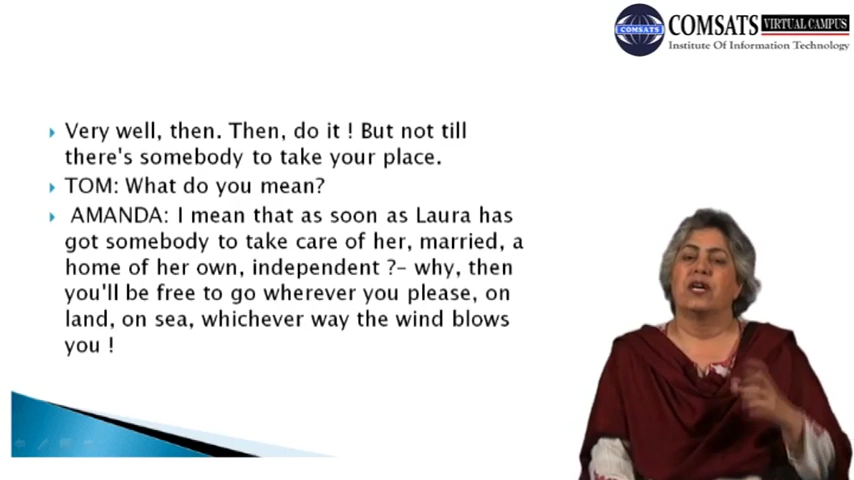 COMSATS
COMSATS VIRTUAL CAMPUS
Institute Of Information Technology
Very well, then. Then, do it ! But not till
there's somebody to take your place.
TOM: What do you mean?
AMANDA: I mean that as soon as Laura has
got somebody to take care of her, married, a
home of her own, independent ?– why, then
you'll be free to go wherever you please, on
land, on sea, whichever way the wind blows
you !